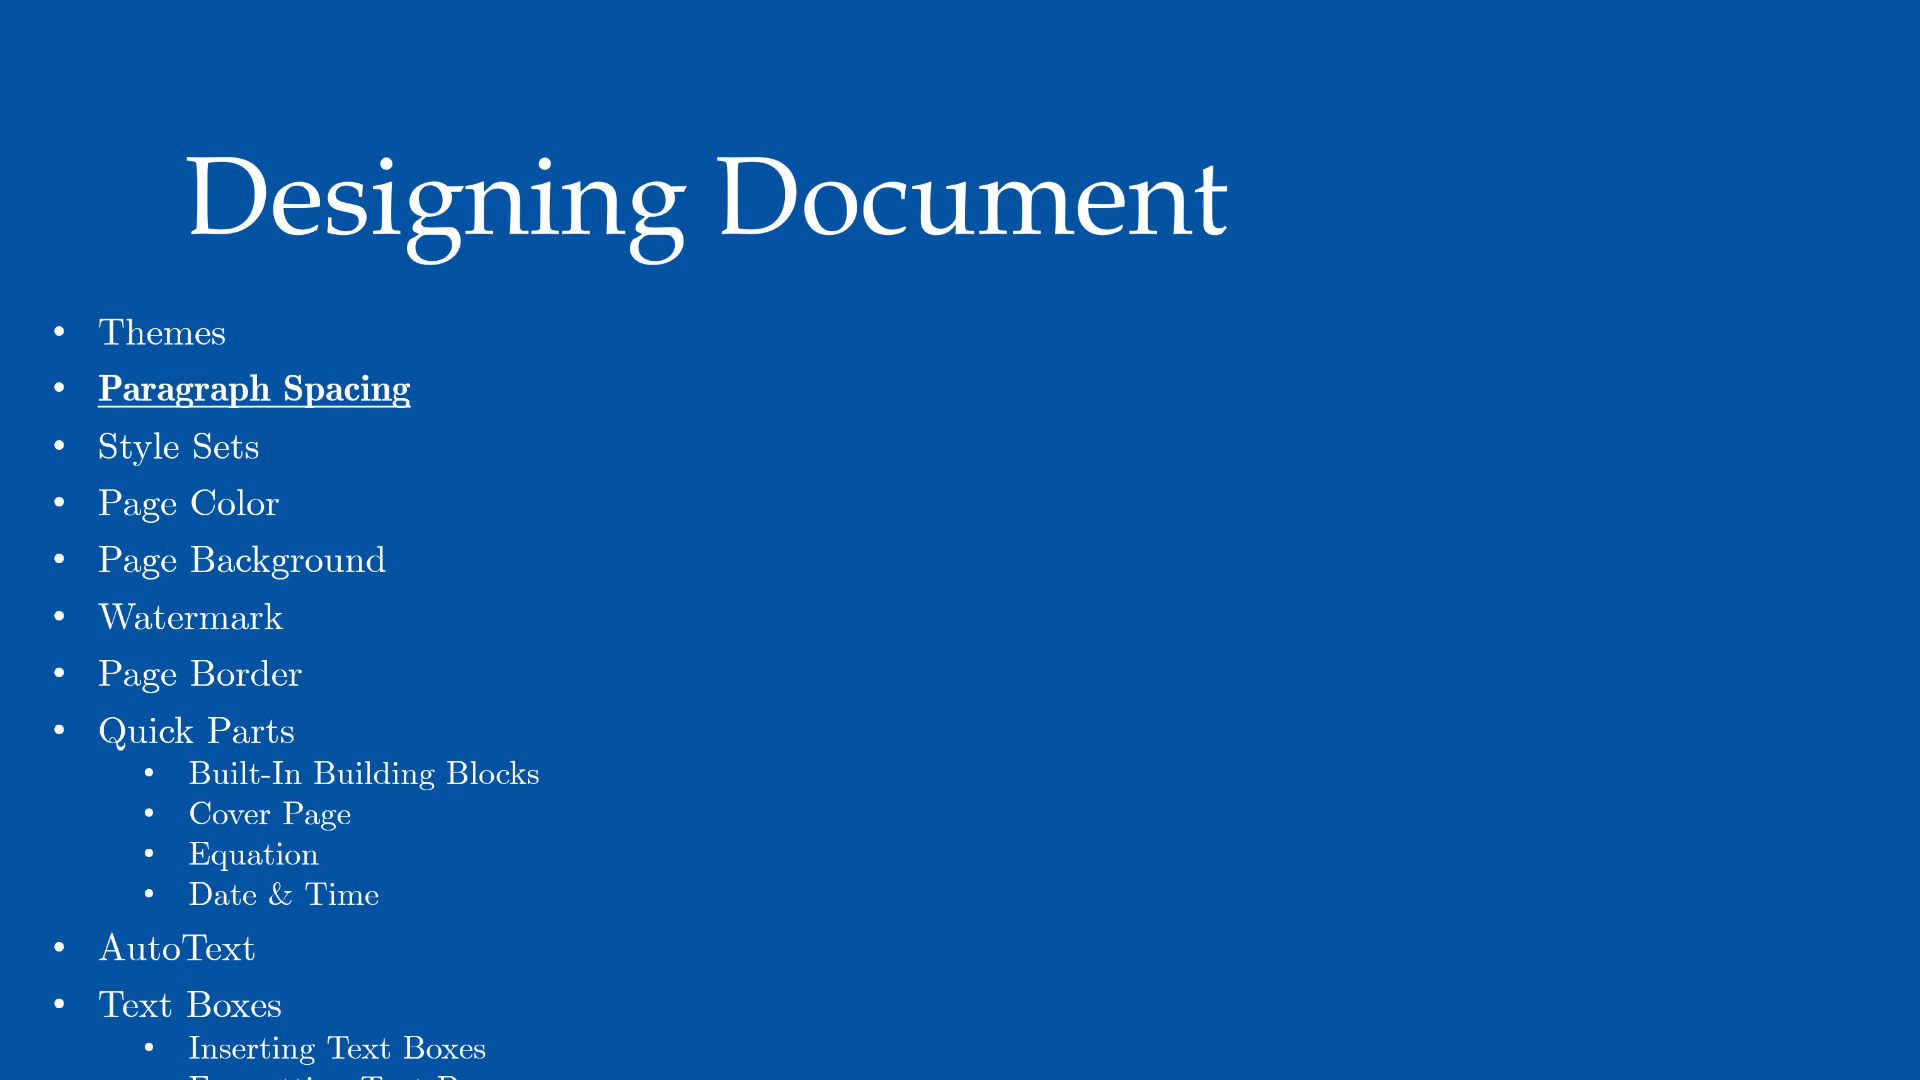 Designing Document
• Themes
• Paragraph Spacing
• Style Sets
• Page Color
• Page Background
• Watermark
• Page Border
• Quick Parts
• Built-In Building Blocks
• Cover Page
• Equation
• Date & Time
• AutoText
• Text Boxes
• Inserting Text Boxes